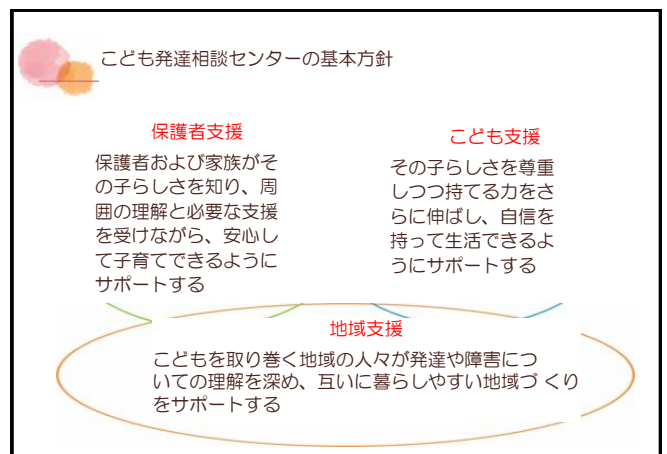 こども発達相談センターの基本方針
保護者支援
保護者および家族がそ
の子らしさを知り、周
囲の理解と必要な支援
を受けながら、安心し
て子育てできるように
サポートする
こども支援
その子らしさを尊重
しつつ持てる力をさ
らに伸ばし、自信を
持って生活できるよ
うにサポートする
地域支援
こどもを取り巻く地域の人々が発達や障害につ
いての理解を深め、互いに暮らしやすい地域づ くり
をサポートする